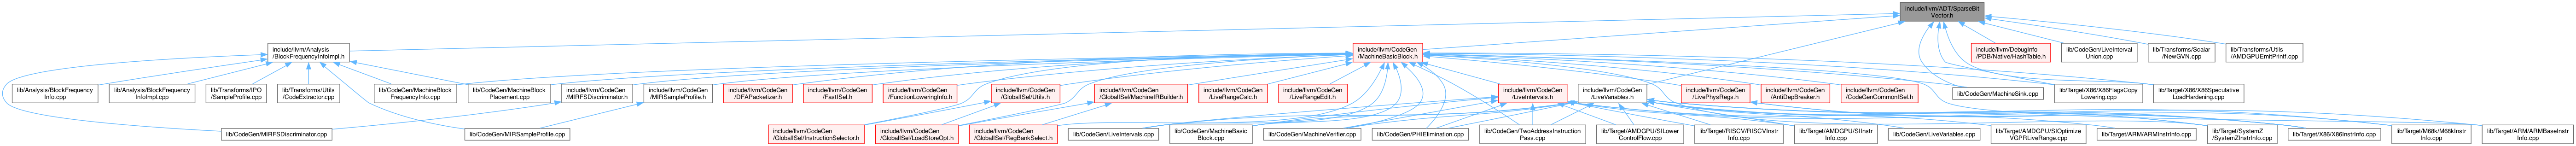 include/llvm/ADT/SparseBit
Vector.h
include/llvm/Analysis
/BlockFrequencyInfoImpl.h
include/llvm/CodeGen
/MachineBasicBlock.h
include/llvm/DebugInfo
/PDB/Native/HashTable.h
lib/CodeGen/LiveInterval
Union.cpp
lib/Transforms/Scalar
/NewGVN.cpp
lib/Transforms/Utils
/AMDGPUEmitPrintf.cpp
lib/Analysis/BlockFrequency
Info.cpp
lib/Analysis/BlockFrequency
InfoImpl.cpp
lib/Transforms/IPO
/SampleProfile.cpp
lib/Transforms/Utils
/CodeExtractor.cpp
lib/CodeGen/MachineBlock
FrequencyInfo.cpp
lib/CodeGen/MachineBlock
Placement.cpp
include/llvm/CodeGen
/MIRFSDiscriminator.h
include/llvm/CodeGen
/MIRSampleProfile.h
include/llvm/CodeGen
/DFAPacketizer.h
include/llvm/CodeGen
/FastISel.h
include/llvm/CodeGen
/FunctionLoweringInfo.h
include/llvm/CodeGen
/GlobalISel/Utils.h
include/llvm/CodeGen
/GlobalISel/MachineIRBuilder.h
include/llvm/CodeGen
/LiveRangeCalc.h
include/llvm/CodeGen
/LiveRangeEdit.h
include/llvm/CodeGen
/LiveIntervals.h
include/llvm/CodeGen
/LiveVariables.h
include/llvm/CodeGen
/LivePhysRegs.h
include/llvm/CodeGen
/AntiDepBreaker.h
include/llvm/CodeGen
/CodeGenCommonISel.h
lib/CodeGen/MachineSink.cpp
lib/Target/X86/X86FlagsCopy
Lowering.cpp
lib/Target/X86/X86Speculative
LoadHardening.cpp
lib/CodeGen/MIRFSDiscriminator.cpp
lib/CodeGen/MIRSampleProfile.cpp
include/llvm/CodeGen
/GlobalISel/InstructionSelector.h
include/llvm/CodeGen
/GlobalISel/LoadStoreOpt.h
include/llvm/CodeGen
/GlobalISel/RegBankSelect.h
lib/CodeGen/LiveIntervals.cpp
lib/CodeGen/MachineBasic
Block.cpp
lib/CodeGen/MachineVerifier.cpp
lib/CodeGen/PHIElimination.cpp
lib/CodeGen/TwoAddressInstruction
Pass.cpp
lib/Target/AMDGPU/SILower
ControlFlow.cpp
lib/Target/RISCV/RISCVInstr
Info.cpp
lib/Target/AMDGPU/SIInstr
Info.cpp
lib/CodeGen/LiveVariables.cpp
lib/Target/AMDGPU/SIOptimize
VGPRLiveRange.cpp
lib/Target/ARM/ARMInstrInfo.cpp
lib/Target/SystemZ
/SystemZInstrInfo.cpp
lib/Target/X86/X86InstrInfo.cpp
lib/Target/M68k/M68kInstr
Info.cpp
lib/Target/ARM/ARMBaseInstr
Info.cpp